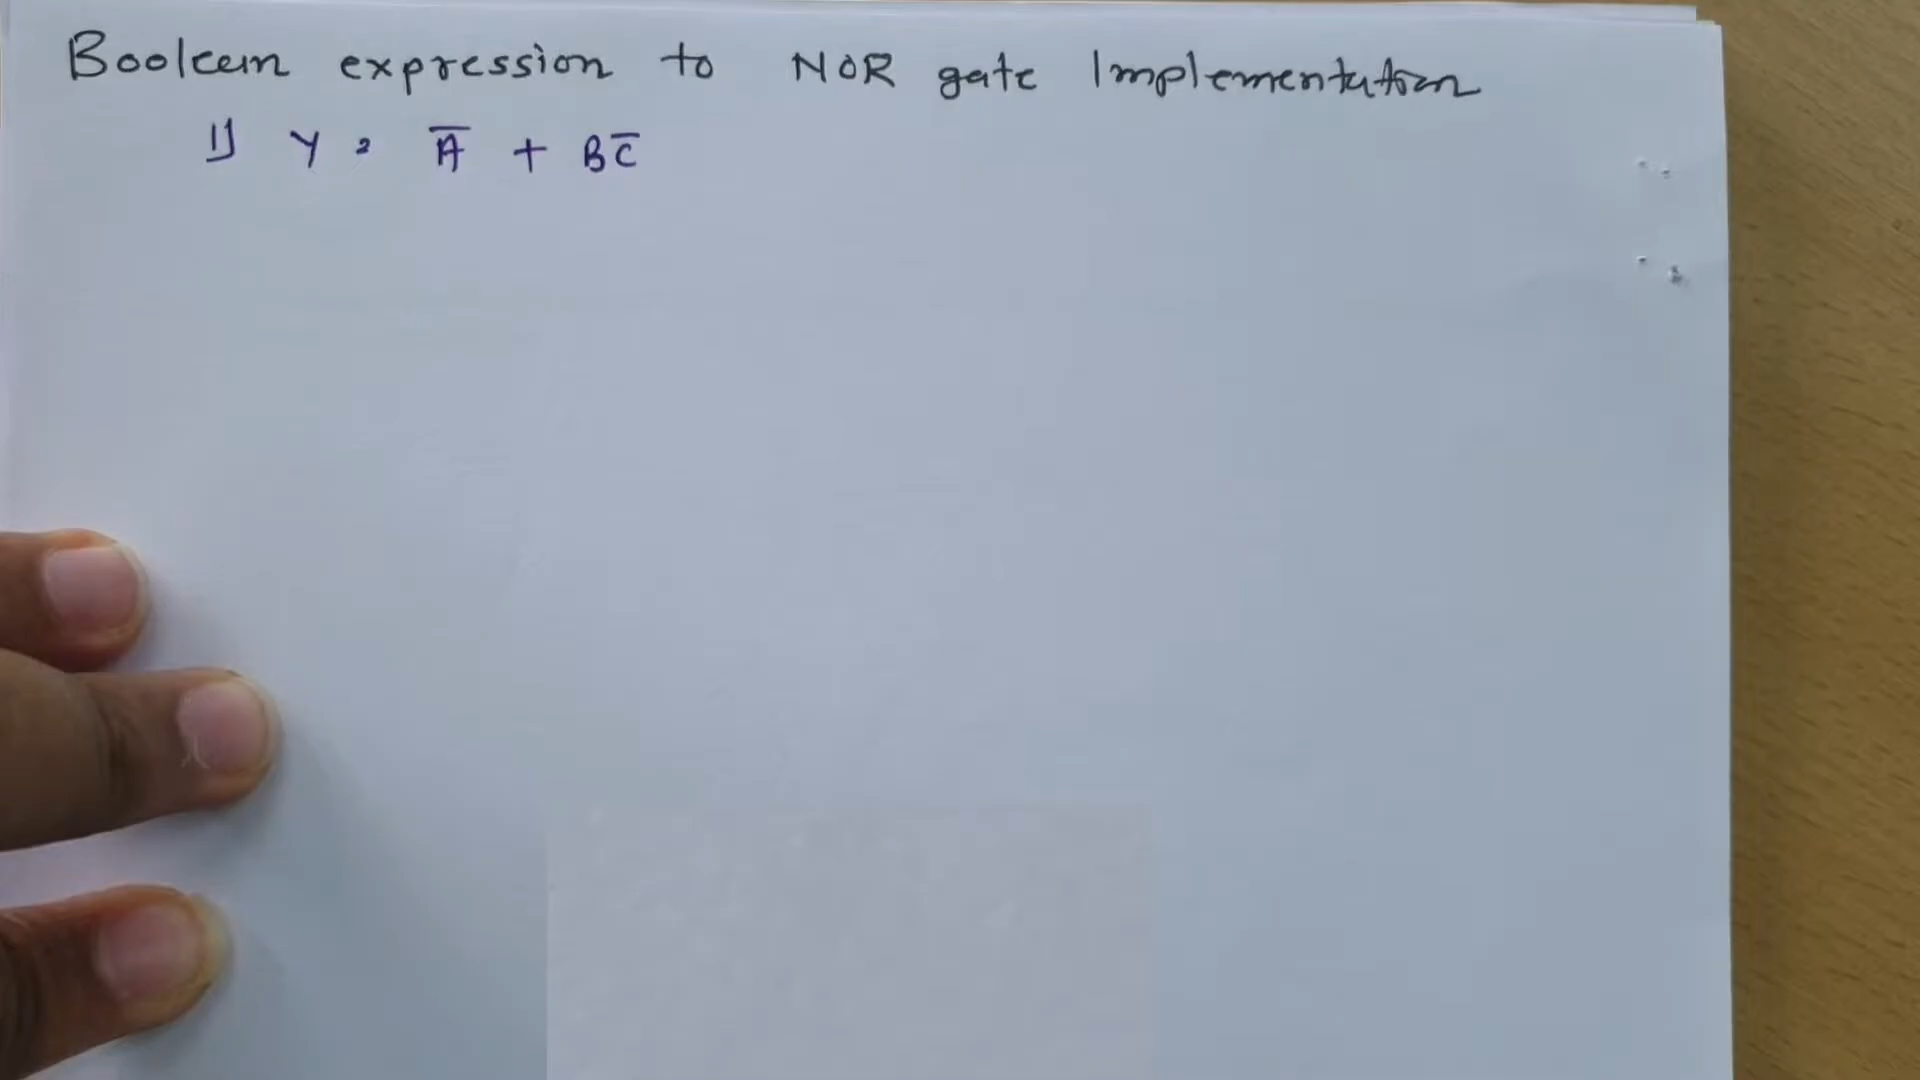 Boolean expression to NOR gate Implementation
1) Y = A̅ + BC̅